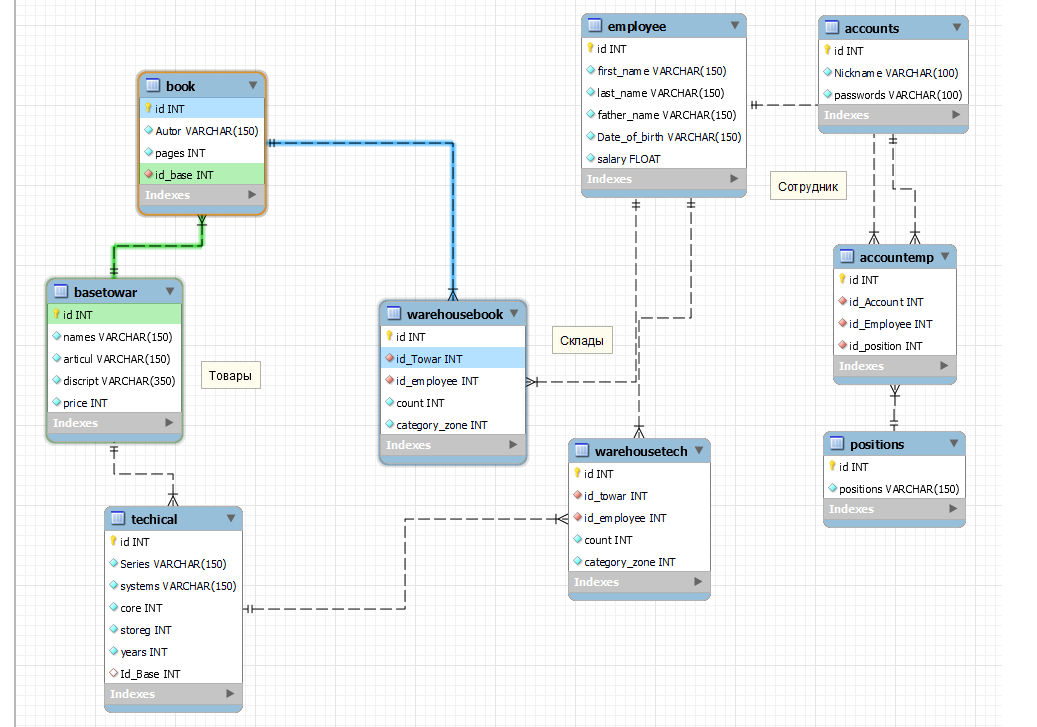 book
id INT
Autor VARCHAR(150)
pages INT
id_base INT
Indexes
basetowar
id INT
names VARCHAR(150)
articul VARCHAR(150)
discript VARCHAR(350)
price INT
Indexes
Товары
techical
id INT
Series VARCHAR(150)
systems VARCHAR(150)
core INT
storeg INT
years INT
Id_Base INT
Indexes
warehousebook
id INT
id_Towar INT
id_employee INT
count INT
category_zone INT
Indexes
Склады
employee
id INT
first_name VARCHAR(150)
last_name VARCHAR(150)
father_name VARCHAR(150)
Date_of_birth VARCHAR(150)
salary FLOAT
Indexes
warehousetech
id INT
id_towar INT
id_employee INT
count INT
category_zone INT
Indexes
accounts
id INT
Nickname VARCHAR(100)
passwords VARCHAR(100)
Indexes
Сотрудник
accountemp
id INT
id_Account INT
id_Employee INT
id_position INT
Indexes
positions
id INT
positions VARCHAR(150)
Indexes